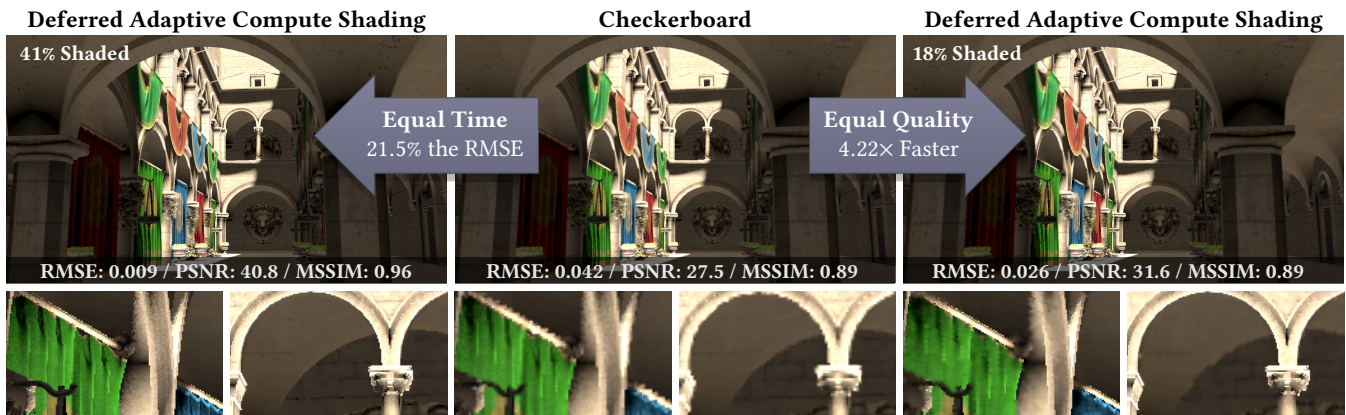 Deferred Adaptive Compute Shading
Checkerboard
Deferred Adaptive Compute Shading
41% Shaded
18% Shaded
Equal Time
21.5% the RMSE
Equal Quality
4.22× Faster
RMSE: 0.009 / PSNR: 40.8 / MSSIM: 0.96
RMSE: 0.042 / PSNR: 27.5 / MSSIM: 0.89
RMSE: 0.026 / PSNR: 31.6 / MSSIM: 0.89